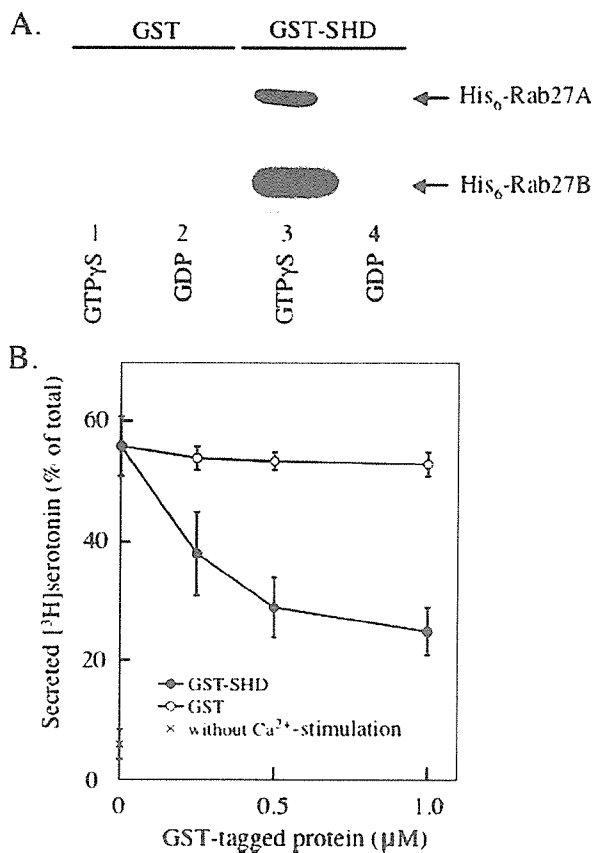 A.
GST GST-SHD
His6-Rab27A
His6-Rab27B
1 2 3 4
GTPγS GDP GTPγS GDP
B.
Secreted [³H]serotonin (% of total)
60
40
20
0
GST-SHD
GST
without Ca²⁺-stimulation
0 0.5 1.0
GST-tagged protein (μM)